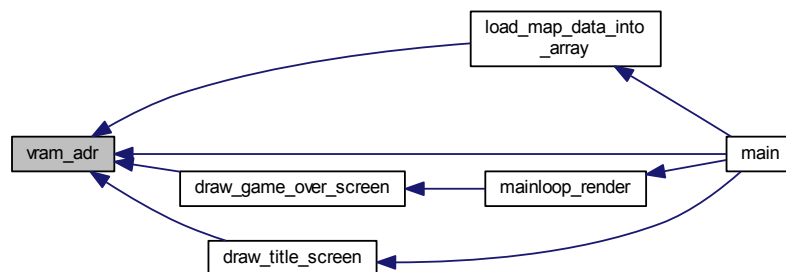 load_map_data_into
_array
vram_adr
main
draw_game_over_screen
mainloop_render
draw_title_screen